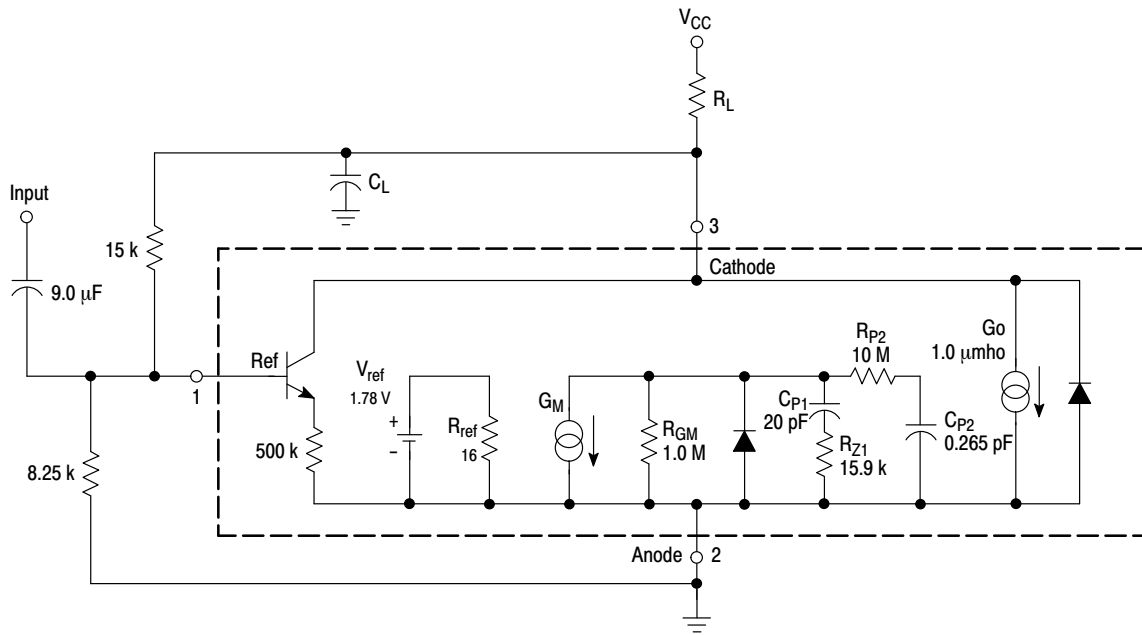 VCC
RL
CL
Input
15 k
3
Cathode
9.0 µF
Go
1.0 µmho
RP2
10 M
Ref
Vref
1.78 V
GM
CP1
20 pF
1
+
-
Rref
16
RGM
1.0 M
CP2
0.265 pF
500 k
RZ1
15.9 k
8.25 k
Anode
2